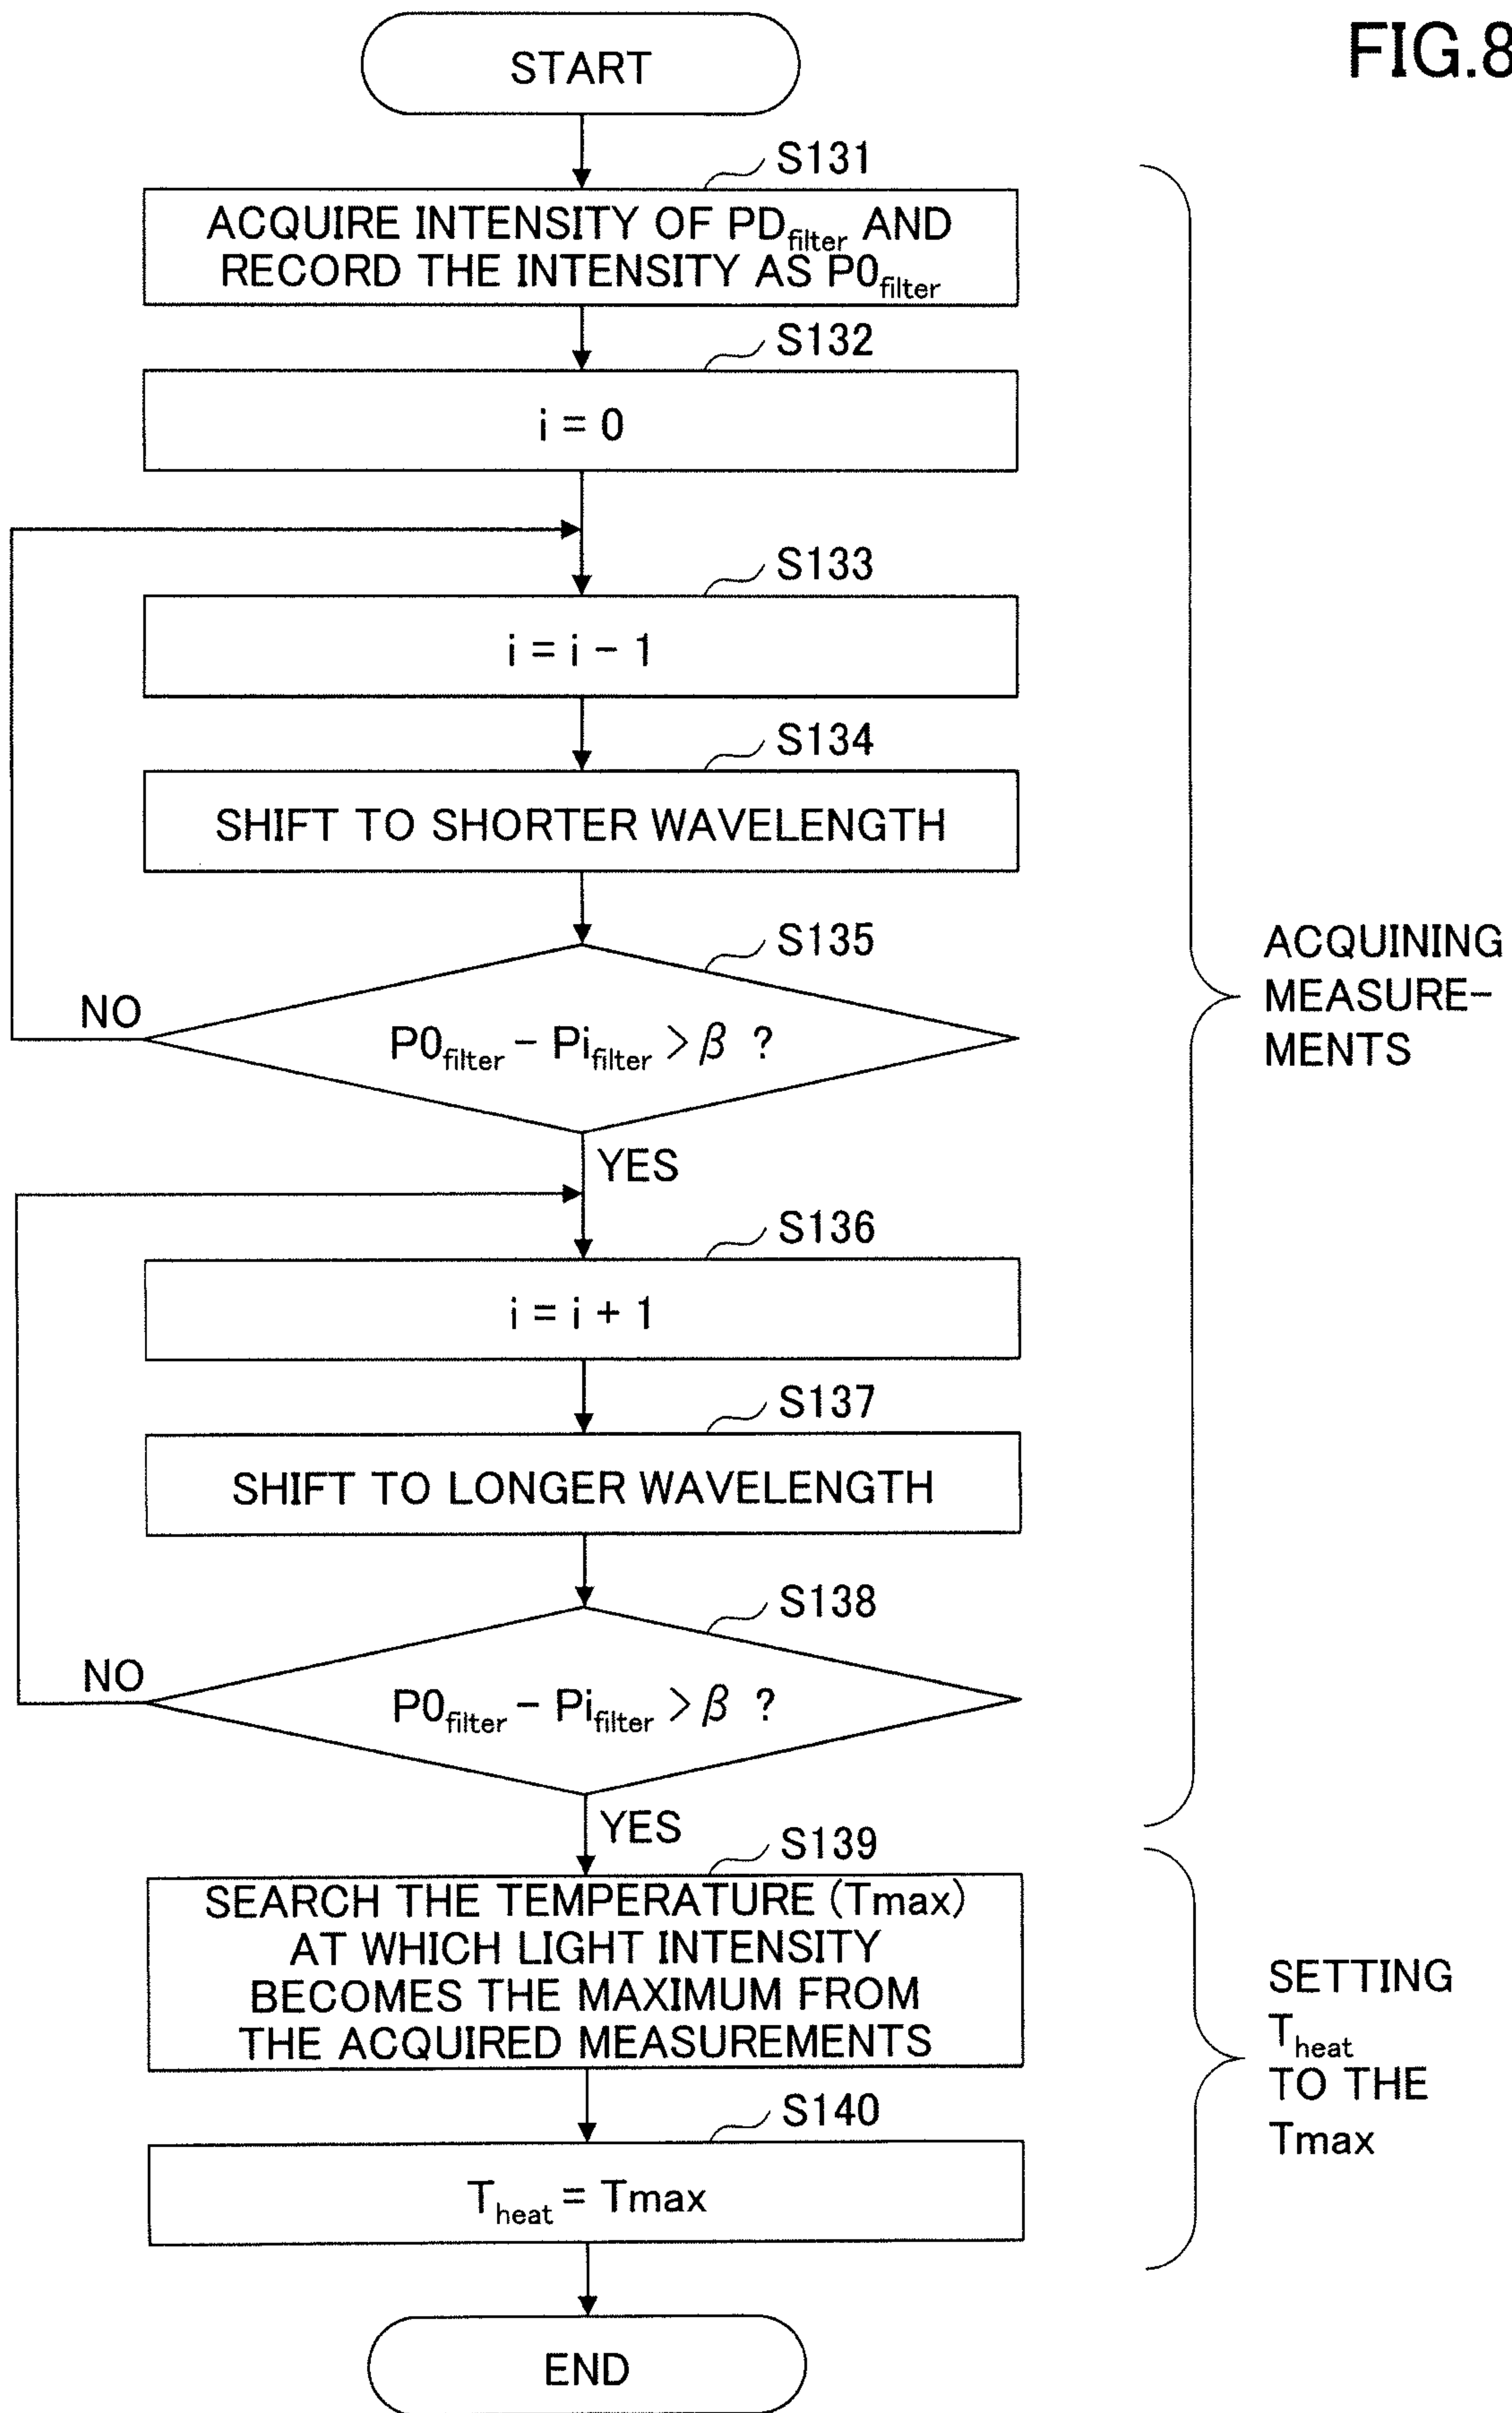 FIG.8
START
S131
ACQUIRE INTENSITY OF PDfilter AND
RECORD THE INTENSITY AS P0filter
S132
i = 0
S133
i = i - 1
S134
SHIFT TO SHORTER WAVELENGTH
S135
NO
P0filter - Pifilter > β ?
YES
S136
i = i + 1
S137
SHIFT TO LONGER WAVELENGTH
S138
NO
P0filter - Pifilter > β ?
YES
ACQUINING
MEASURE-
MENTS
S139
SEARCH THE TEMPERATURE (Tmax)
AT WHICH LIGHT INTENSITY
BECOMES THE MAXIMUM FROM
THE ACQUIRED MEASUREMENTS
S140
Theat = Tmax
SETTING
Theat
TO THE
Tmax
END